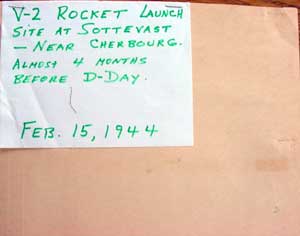 V-2 ROCKET LAUNCH
SITE AT SOTTEVAST
— NEAR CHERBOURG.
ALMOST 4 MONTHS
BEFORE D-DAY.
FEB. 15, 1944